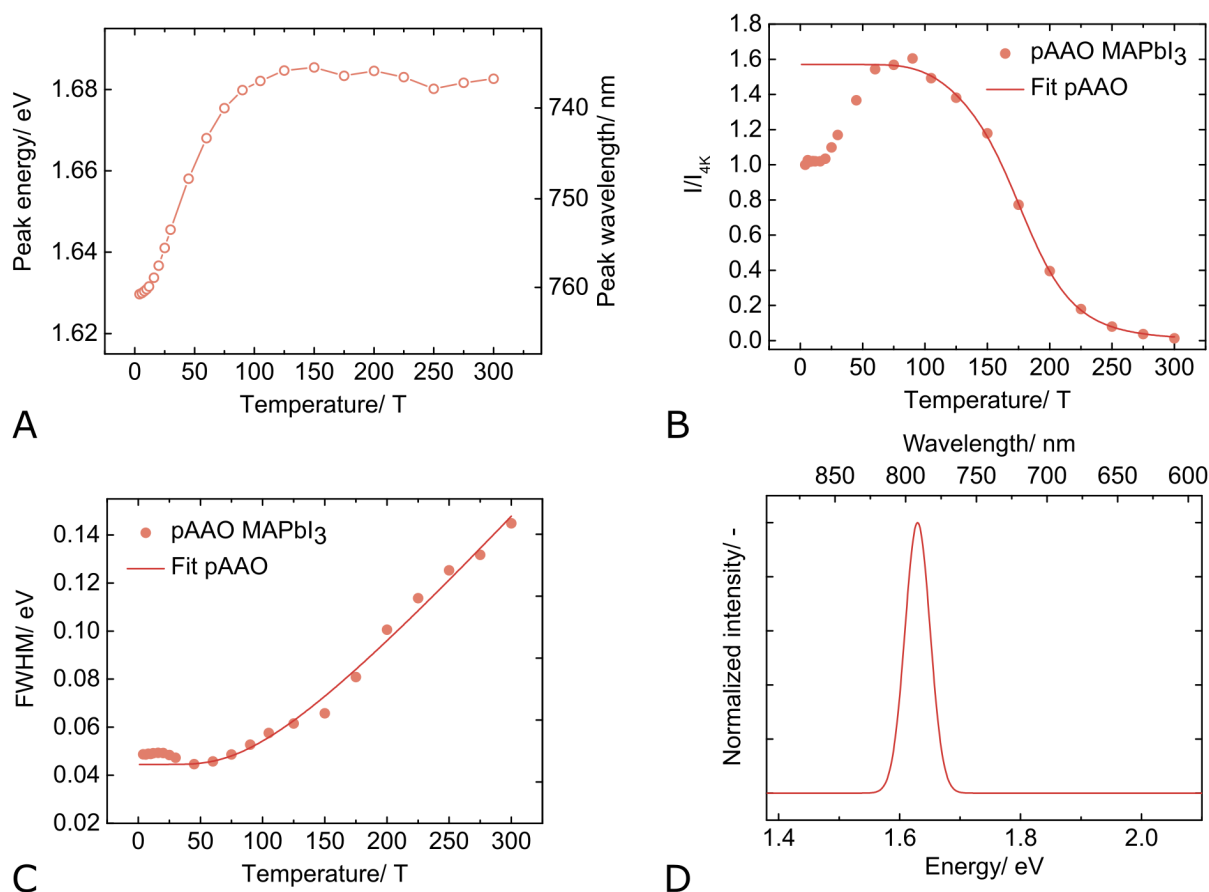 Peak energy/ eV
1.68
1.66
1.64
1.62
740
750
760
Peak wavelength/ nm
0 50 100 150 200 250 300
Temperature/ T
A
I/I4K
1.8
1.6
1.4
1.2
1.0
0.8
0.6
0.4
0.2
0.0
pAAO MAPbI3
Fit pAAO
0 50 100 150 200 250 300
Temperature/ T
B
FWHM/ eV
0.14
0.12
0.10
0.08
0.06
0.04
0.02
pAAO MAPbI3
Fit pAAO
0 50 100 150 200 250 300
Temperature/ T
C
Wavelength/ nm
850 800 750 700 650 600
Normalized intensity/ -
1.4 1.6 1.8 2.0
Energy/ eV
D